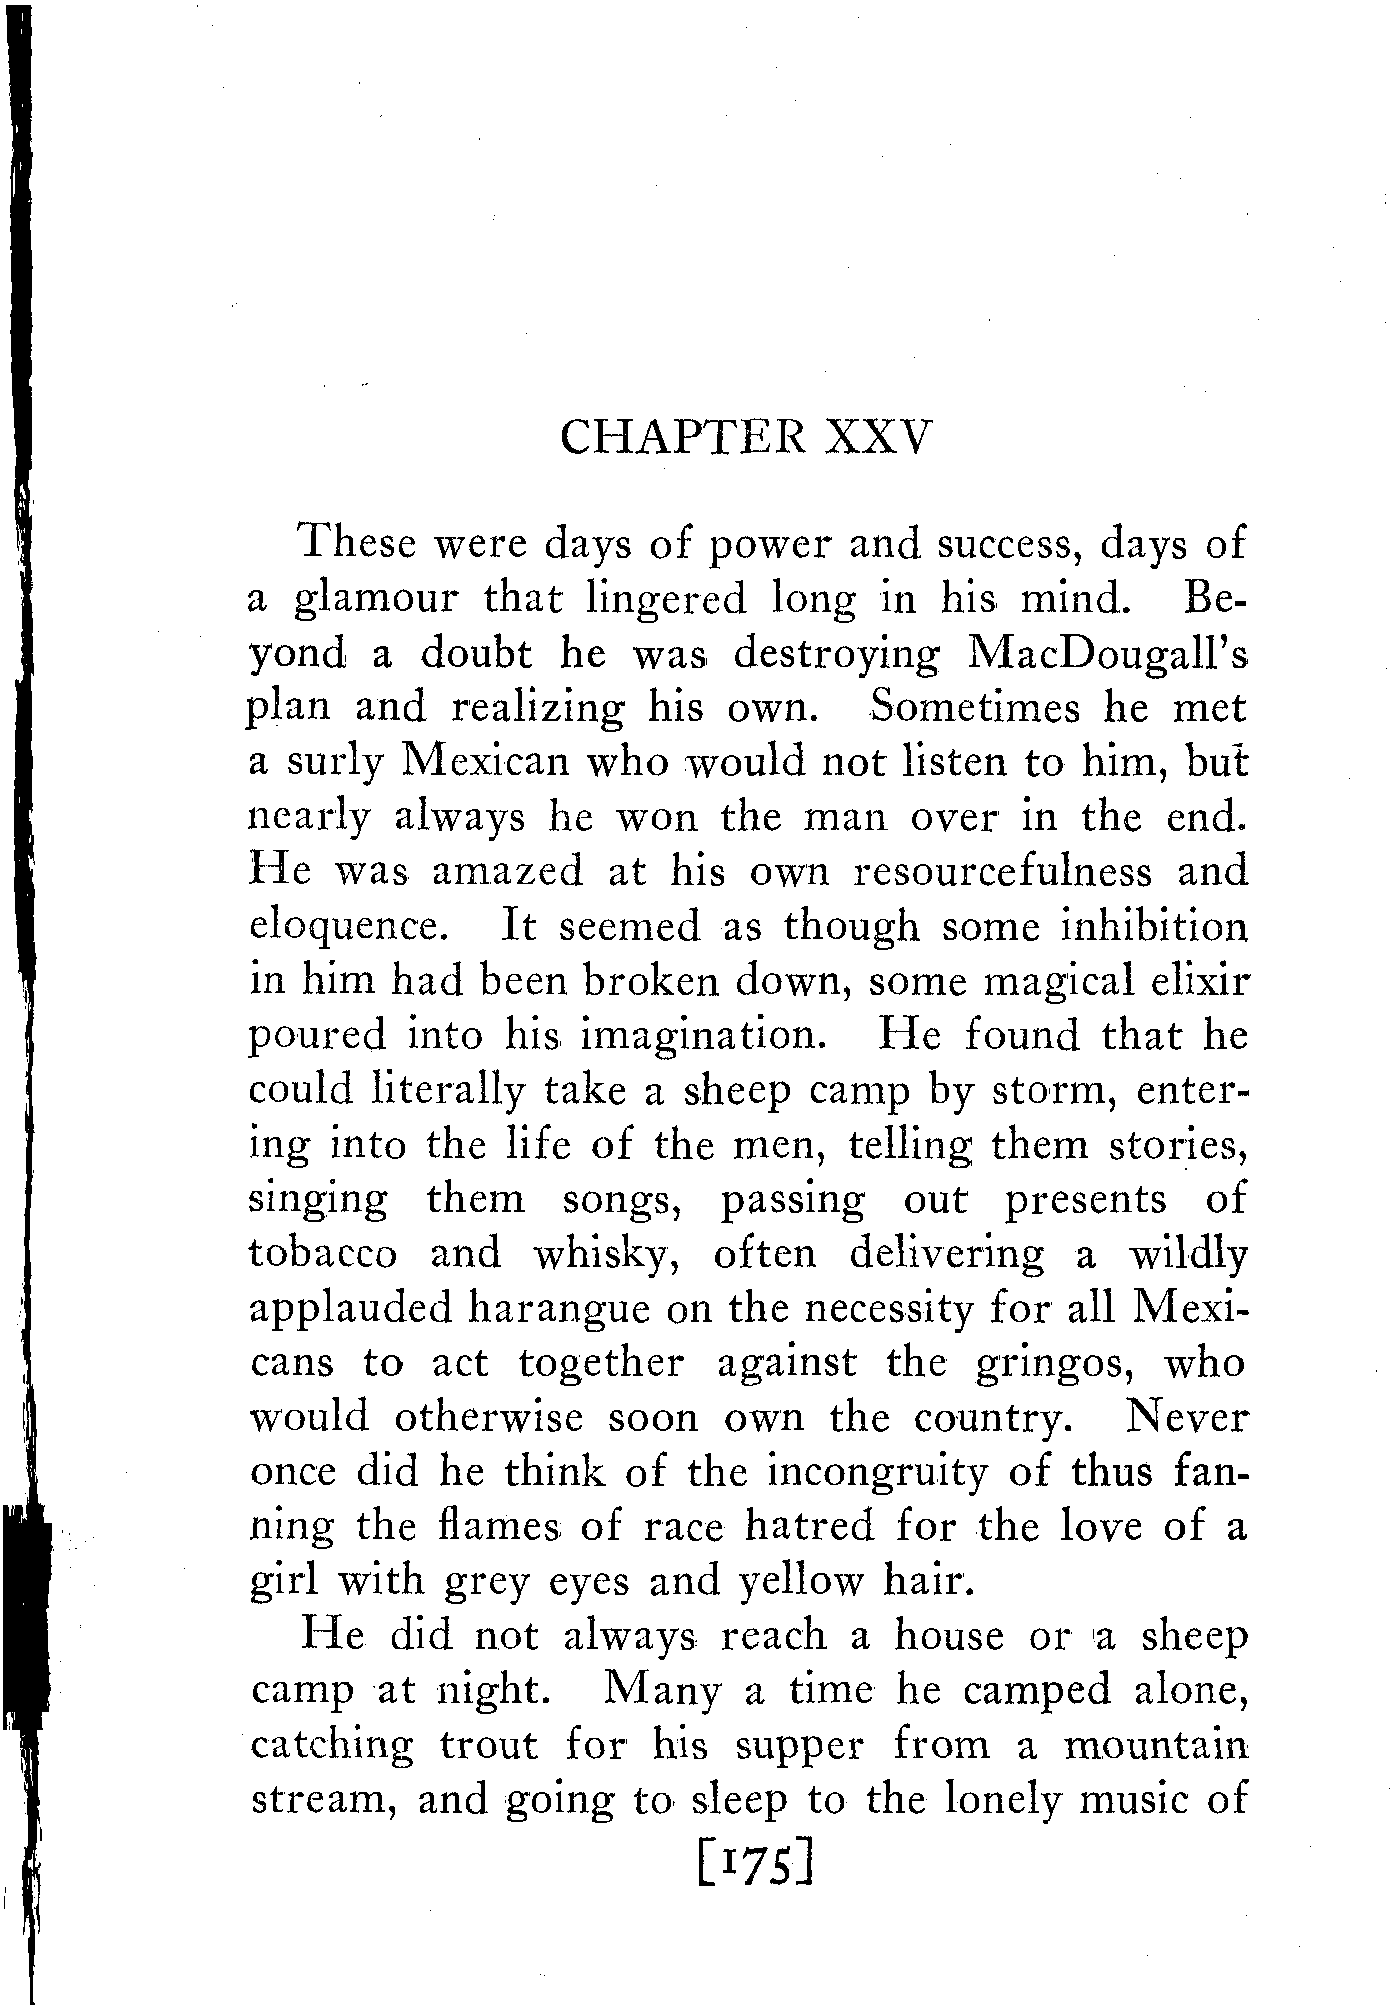 CHAPTER XXV
These were days of power and success, days of
a glamour that lingered long in his mind. Be-
yond a doubt he was destroying MacDougall's
plan and realizing his own. Sometimes he met
a surly Mexican who would not listen to him, but
nearly always he won the man over in the end.
He was amazed at his own resourcefulness and
eloquence. It seemed as though some inhibition
in him had been broken down, some magical elixir
poured into his imagination. He found that he
could literally take a sheep camp by storm, enter-
ing into the life of the men, telling them stories,
singing them songs, passing out presents of
tobacco and whisky, often delivering a wildly
applauded harangue on the necessity for all Mexi-
cans to act together against the gringos, who
would otherwise soon own the country. Never
once did he think of the incongruity of thus fan-
ning the flames of race hatred for the love of a
girl with grey eyes and yellow hair.
He did not always reach a house or a sheep
camp at night. Many a time he camped alone,
catching trout for his supper from a mountain
stream, and going to sleep to the lonely music of
[175]